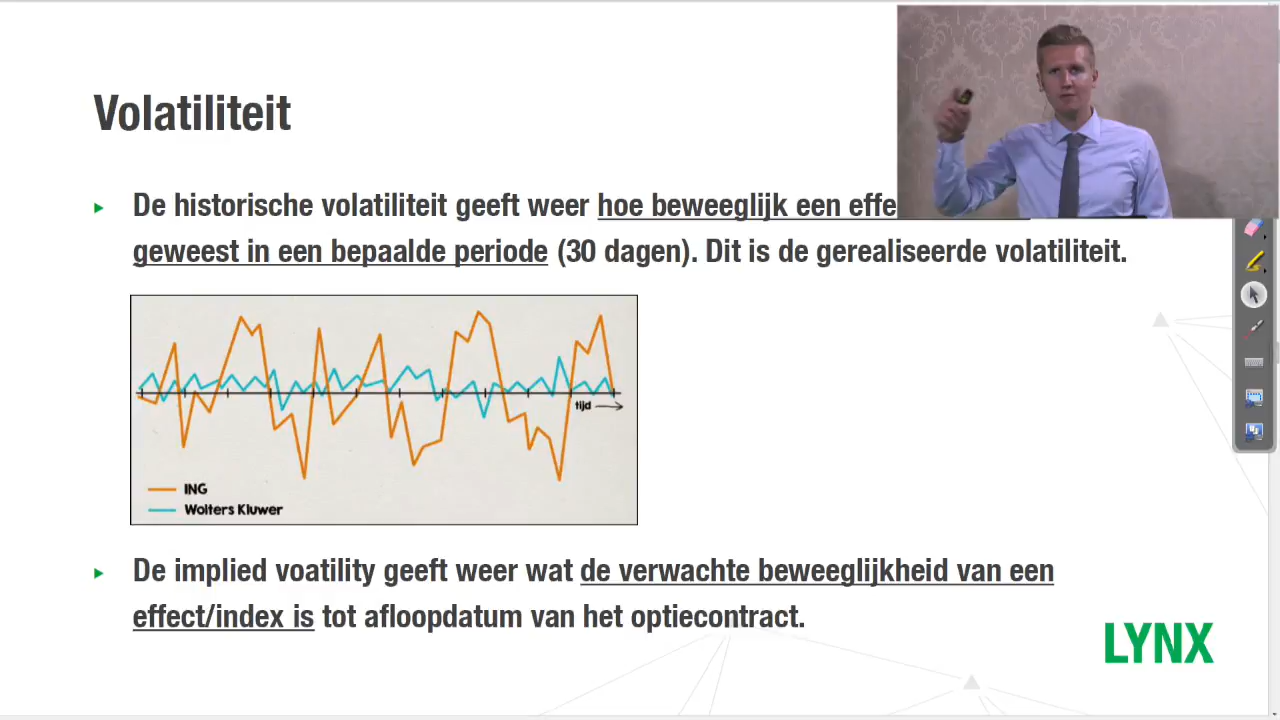 Volatiliteit
De historische volatiliteit geeft weer hoe beweeglijk een effe
geweest in een bepaalde periode (30 dagen). Dit is de gerealiseerde volatiliteit.
tijd
ING
Wolters Kluwer
De implied voatility geeft weer wat de verwachte beweeglijkheid van een
effect/index is tot afloopdatum van het optiecontract.
LYNX